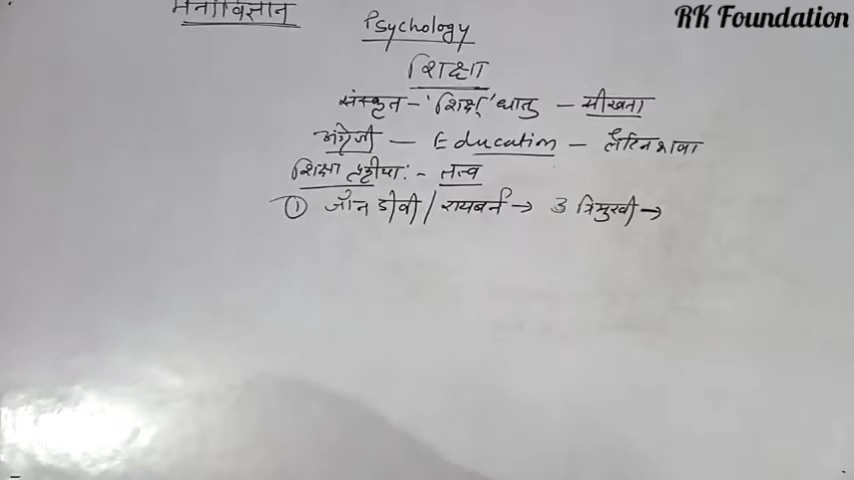 RK Foundation
मनोविज्ञान
Psychology
शिक्षा
संस्कृत - 'शिक्ष्' धातु - सीखना
अंग्रेजी - Education - लैटिन भाषा
शिक्षा :- तत्व
① जॉन डीवी / रायबर्न → 3 त्रिमुखी →